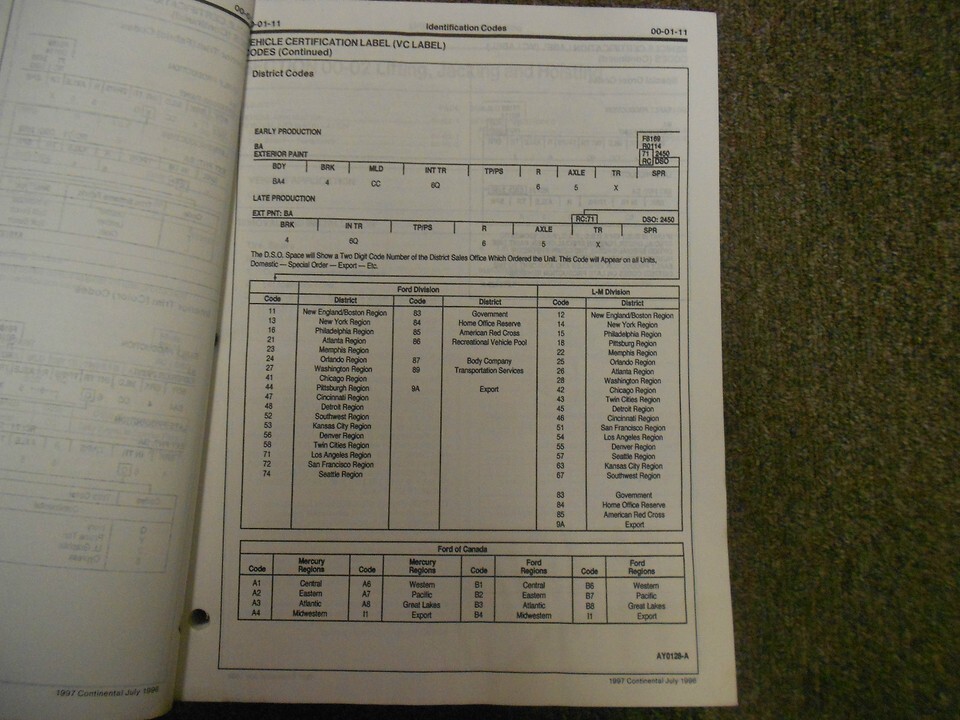 00-01-11 Identification Codes 00-01-11
VEHICLE CERTIFICATION LABEL (VC LABEL)
CODES (Continued)
District Codes
EARLY PRODUCTION
BA
EXTERIOR PAINT
F8169
R0114
71 2450
RC DSO
BDY BRK MLD INT TR TP/PS R AXLE TR SPR
BA4 4 CC 6Q 6 5 X
LATE PRODUCTION
EXT PNT: BA RC:71 DSO: 2450
BRK IN TR TP/PS R AXLE TR SPR
4 6Q 6 5 X
The D.S.O. Space will Show a Two Digit Code Number of the District Sales Office Which Ordered the Unit. This Code will Appear on all Units,
Domestic — Special Order — Export — Etc.
Ford Division L-M Division
Code District Code District Code District
11 New England/Boston Region 83 Government 12 New England/Boston Region
13 New York Region 84 Home Office Reserve 14 New York Region
16 Philadelphia Region 85 American Red Cross 15 Philadelphia Region
21 Atlanta Region 86 Recreational Vehicle Pool 18 Pittsburg Region
23 Memphis Region 22 Memphis Region
24 Orlando Region 87 Body Company 25 Orlando Region
27 Washington Region 89 Transportation Services 26 Atlanta Region
41 Chicago Region 28 Washington Region
44 Pittsburgh Region 9A Export 42 Chicago Region
47 Cincinnati Region 43 Twin Cities Region
48 Detroit Region 45 Detroit Region
52 Southwest Region 46 Cincinnati Region
53 Kansas City Region 51 San Francisco Region
56 Denver Region 54 Los Angeles Region
58 Twin Cities Region 55 Denver Region
71 Los Angeles Region 57 Seattle Region
72 San Francisco Region 63 Kansas City Region
74 Seattle Region 67 Southwest Region
83 Government
84 Home Office Reserve
85 American Red Cross
9A Export
Ford of Canada
Code Mercury Regions Code Mercury Regions Code Ford Regions Code Ford Regions
A1 Central A6 Western B1 Central B6 Western
A2 Eastern A7 Pacific B2 Eastern B7 Pacific
A3 Atlantic A8 Great Lakes B3 Atlantic B8 Great Lakes
A4 Midwestern I1 Export B4 Midwestern I1 Export
AY0128-A
1997 Continental July 1996
1997 Continental July 1996